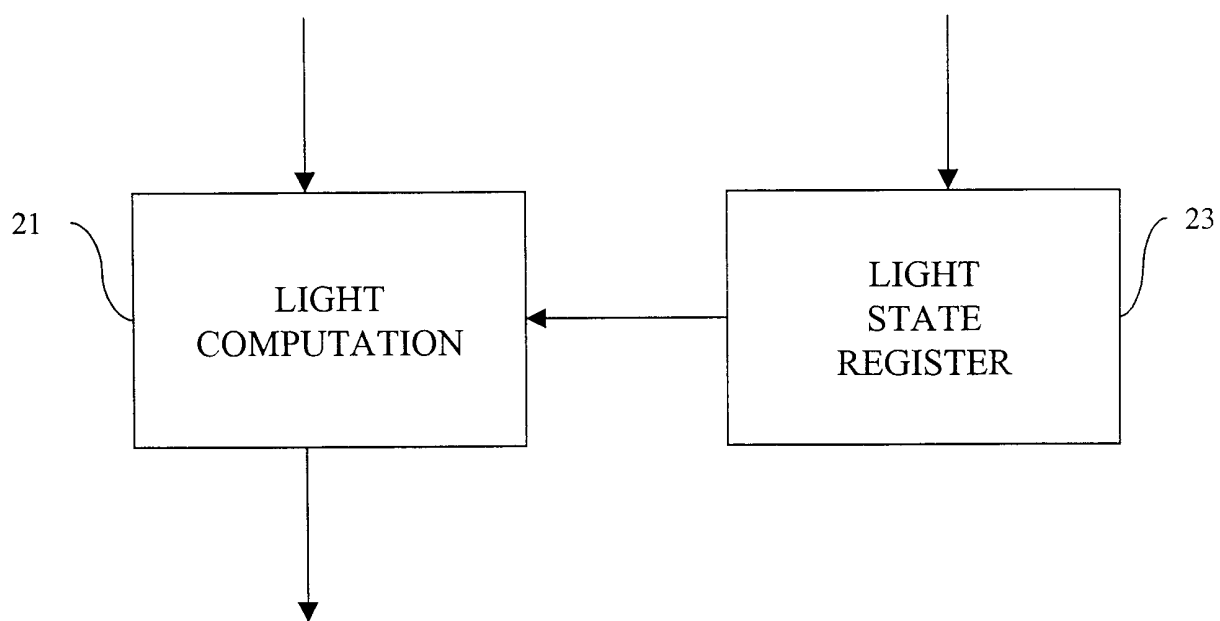 21
LIGHT
COMPUTATION
LIGHT
STATE
REGISTER
23